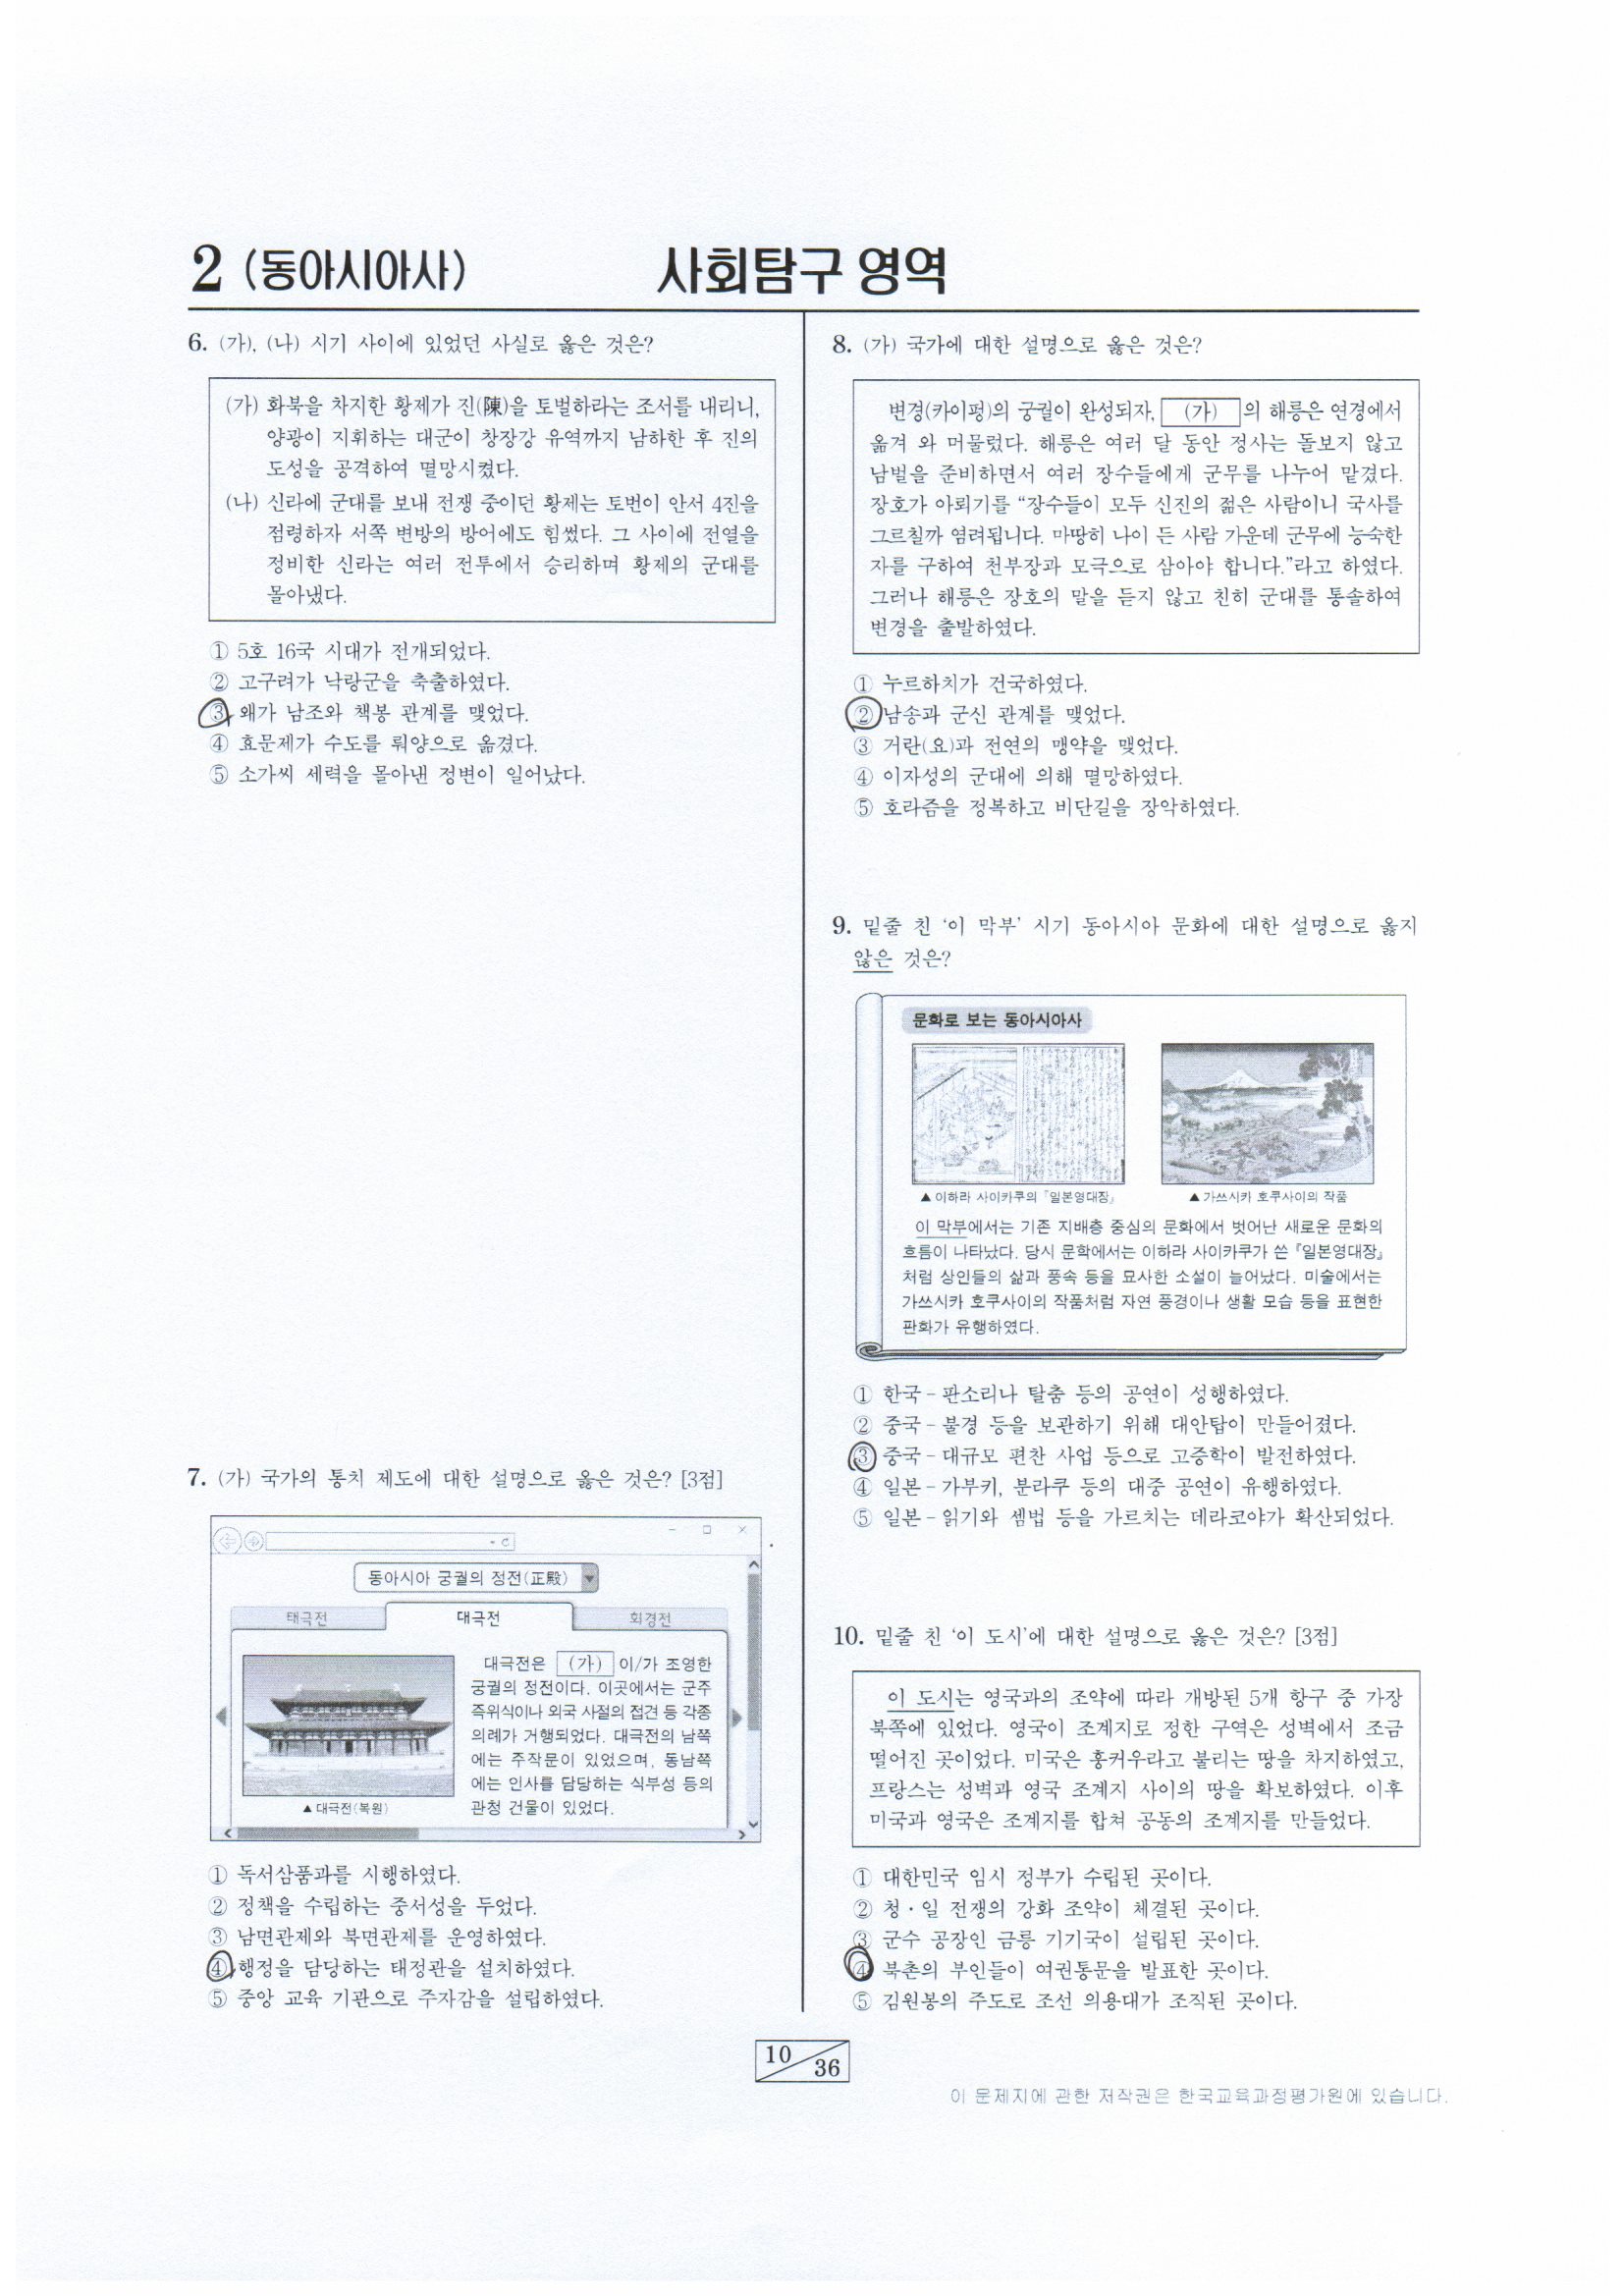 2 (동아시아사)
사회탐구 영역
6. (가), (나) 시기 사이에 있었던 사실로 옳은 것은?
(가) 화북을 차지한 황제가 진(陳)을 토벌하라는 조서를 내리니,
양광이 지휘하는 대군이 창장강 유역까지 남하한 후 진의
도성을 공격하여 멸망시켰다.
(나) 신라에 군대를 보내 전쟁 중이던 황제는 토번이 안서 4진을
점령하자 서쪽 변방의 방어에도 힘썼다. 그 사이에 전열을
정비한 신라는 여러 전투에서 승리하며 황제의 군대를
몰아냈다.
① 5호 16국 시대가 전개되었다.
② 고구려가 낙랑군을 축출하였다.
③ 왜가 남조와 책봉 관계를 맺었다.
④ 효문제가 수도를 뤄양으로 옮겼다.
⑤ 소가씨 세력을 몰아낸 정변이 일어났다.
7. (가) 국가의 통치 제도에 대한 설명으로 옳은 것은? [3점]
동아시아 궁궐의 정전(正殿)
태극전 대극전 회경전
대극전은 (가) 이/가 조영한
궁궐의 정전이다. 이곳에서는 군주
즉위식이나 외국 사절의 접견 등 각종
의례가 거행되었다. 대극전의 남쪽
에는 주작문이 있었으며, 동남쪽
에는 인사를 담당하는 식부성 등의
관청 건물이 있었다.
▲ 대극전(복원)
① 독서삼품과를 시행하였다.
② 정책을 수립하는 중서성을 두었다.
③ 남면관제와 북면관제를 운영하였다.
④ 행정을 담당하는 태정관을 설치하였다.
⑤ 중앙 교육 기관으로 주자감을 설립하였다.
8. (가) 국가에 대한 설명으로 옳은 것은?
변경(카이펑)의 궁궐이 완성되자, (가) 의 해릉은 연경에서
옮겨 와 머물렀다. 해릉은 여러 달 동안 정사는 돌보지 않고
남벌을 준비하면서 여러 장수들에게 군무를 나누어 맡겼다.
장호가 아뢰기를 “장수들이 모두 신진의 젊은 사람이니 국사를
그르칠까 염려됩니다. 마땅히 나이 든 사람 가운데 군무에 능숙한
자를 구하여 천부장과 모극으로 삼아야 합니다.”라고 하였다.
그러나 해릉은 장호의 말을 듣지 않고 친히 군대를 통솔하여
변경을 출발하였다.
① 누르하치가 건국하였다.
② 남송과 군신 관계를 맺었다.
③ 거란(요)과 전연의 맹약을 맺었다.
④ 이자성의 군대에 의해 멸망하였다.
⑤ 호라즘을 정복하고 비단길을 장악하였다.
9. 밑줄 친 ‘이 막부’ 시기 동아시아 문화에 대한 설명으로 옳지
않은 것은?
문화로 보는 동아시아사
▲ 이하라 사이카쿠의 『일본영대장』 ▲ 가쓰시카 호쿠사이의 작품
이 막부에서는 기존 지배층 중심의 문화에서 벗어난 새로운 문화의
흐름이 나타났다. 당시 문학에서는 이하라 사이카쿠가 쓴 『일본영대장』
처럼 상인들의 삶과 풍속 등을 묘사한 소설이 늘어났다. 미술에서는
가쓰시카 호쿠사이의 작품처럼 자연 풍경이나 생활 모습 등을 표현한
판화가 유행하였다.
① 한국 - 판소리나 탈춤 등의 공연이 성행하였다.
② 중국 - 불경 등을 보관하기 위해 대안탑이 만들어졌다.
③ 중국 - 대규모 편찬 사업 등으로 고증학이 발전하였다.
④ 일본 - 가부키, 분라쿠 등의 대중 공연이 유행하였다.
⑤ 일본 - 읽기와 셈법 등을 가르치는 데라코야가 확산되었다.
10. 밑줄 친 ‘이 도시’에 대한 설명으로 옳은 것은? [3점]
이 도시는 영국과의 조약에 따라 개방된 5개 항구 중 가장
북쪽에 있었다. 영국이 조계지로 정한 구역은 성벽에서 조금
떨어진 곳이었다. 미국은 훙커우라고 불리는 땅을 차지하였고,
프랑스는 성벽과 영국 조계지 사이의 땅을 확보하였다. 이후
미국과 영국은 조계지를 합쳐 공동의 조계지를 만들었다.
① 대한민국 임시 정부가 수립된 곳이다.
② 청·일 전쟁의 강화 조약이 체결된 곳이다.
③ 군수 공장인 금릉 기기국이 설립된 곳이다.
④ 북촌의 부인들이 여권통문을 발표한 곳이다.
⑤ 김원봉의 주도로 조선 의용대가 조직된 곳이다.
10 36
이 문제지에 관한 저작권은 한국교육과정평가원에 있습니다.